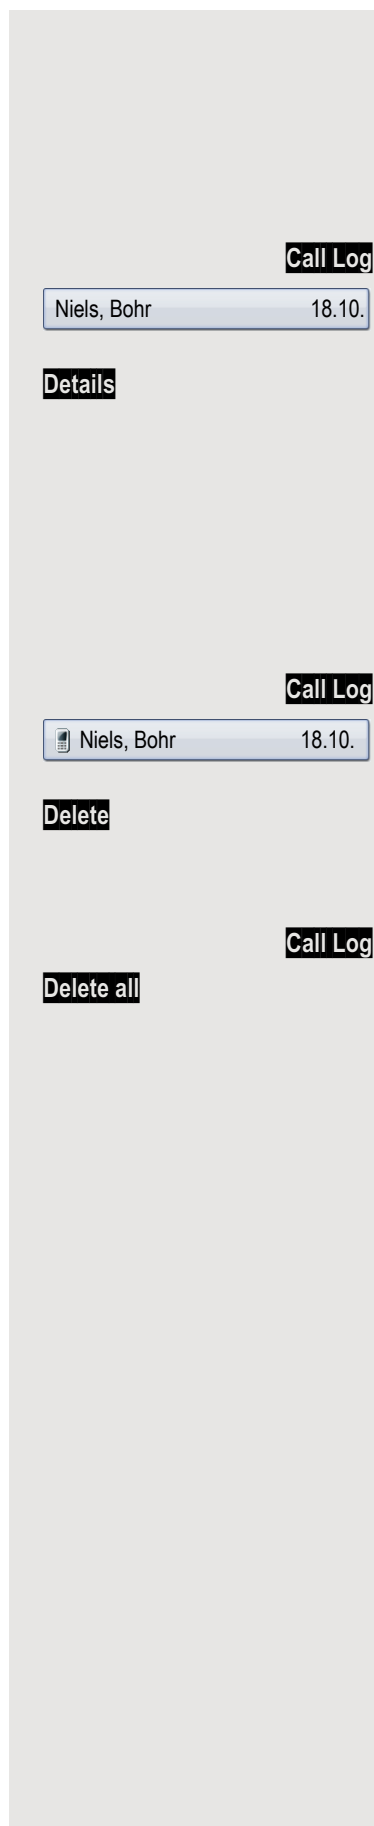 Call Log
Niels, Bohr 18.10.
Details
Call Log
Niels, Bohr 18.10.
Delete
Call Log
Delete all